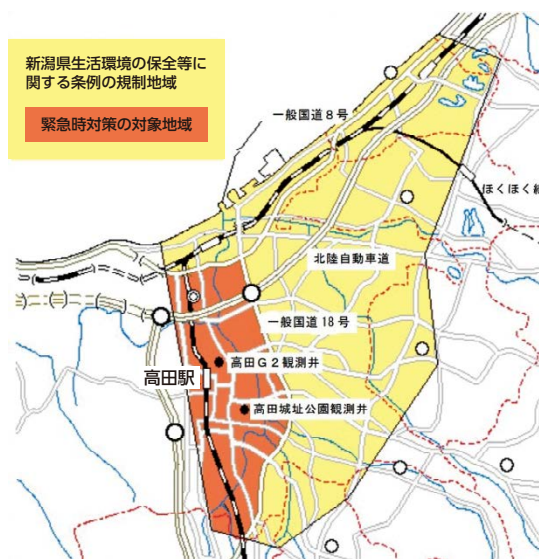 新潟県生活環境の保全等に
関する条例の規制地域
緊急時対策の対象地域
一般国道８号
ほくほく線
北陸自動車道
一般国道18号
高田Ｇ２観測井
高田駅
高田城址公園観測井